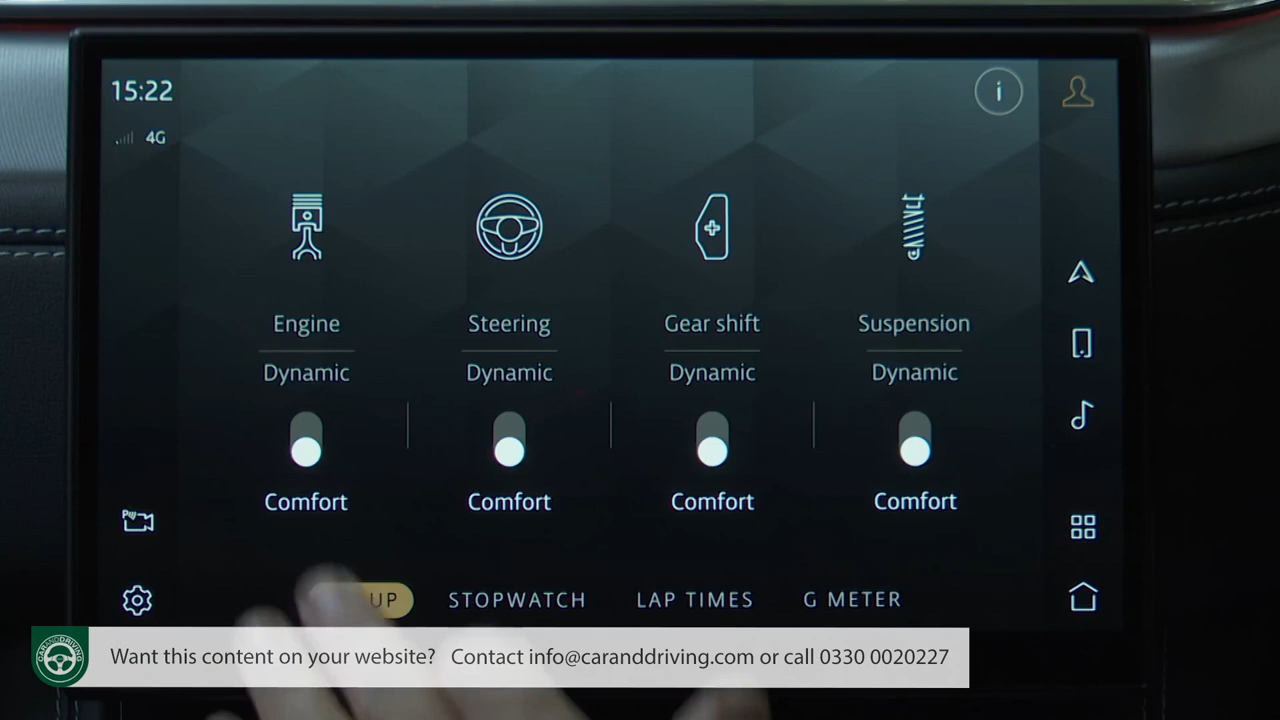 15:22
4G
i
Engine
Steering
Gear shift
Suspension
Dynamic
Dynamic
Dynamic
Dynamic
Comfort
Comfort
Comfort
Comfort
UP
STOPWATCH
LAP TIMES
G METER
CARANDDRIVING
Want this content on your website? Contact info@caranddriving.com or call 0330 0020227